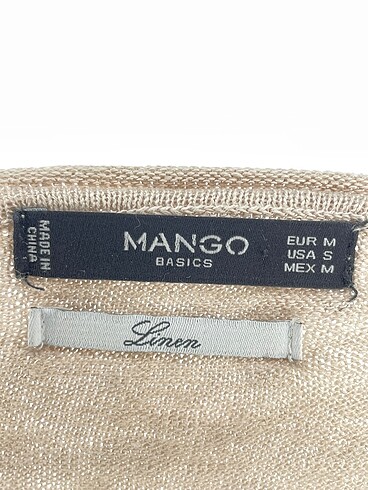 MADE IN
CHINA
MANGO
BASICS
EUR M
USA S
MEX M
Linen